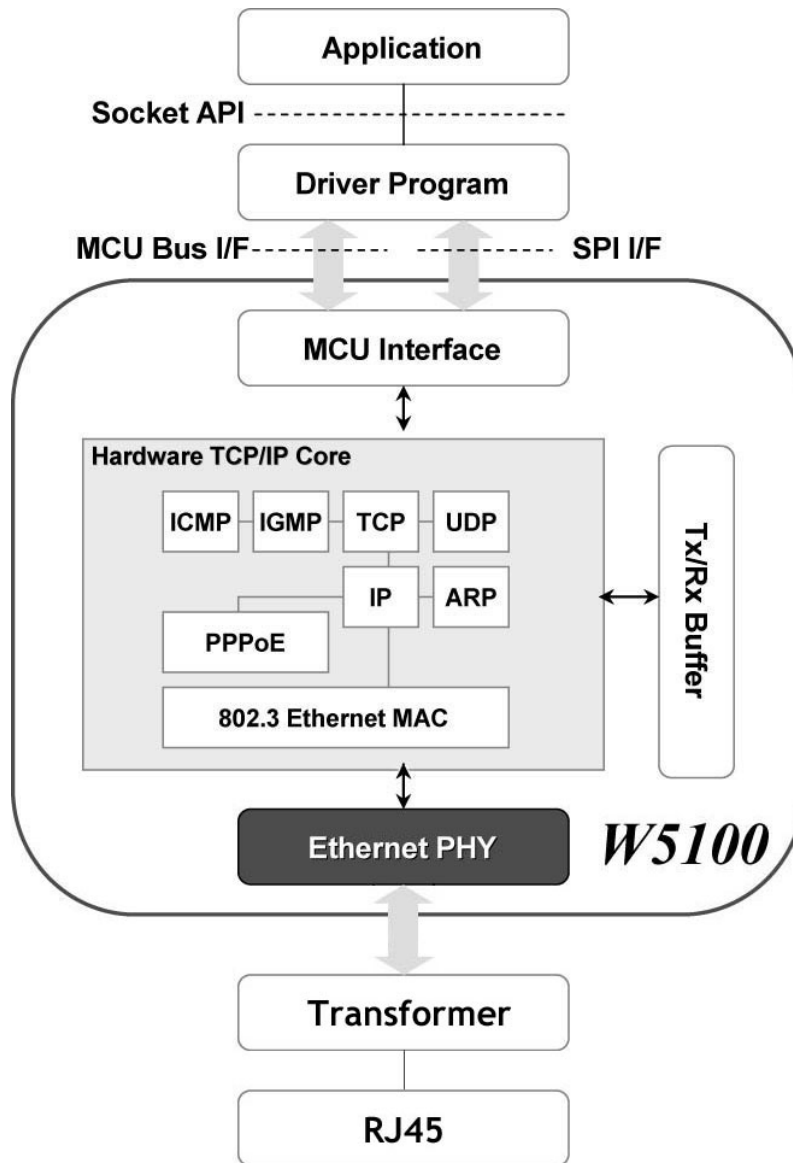 Application
Socket API
Driver Program
MCU Bus I/F
SPI I/F
MCU Interface
Hardware TCP/IP Core
ICMP
IGMP
TCP
UDP
IP
ARP
PPPoE
802.3 Ethernet MAC
Tx/Rx Buffer
Ethernet PHY
W5100
Transformer
RJ45